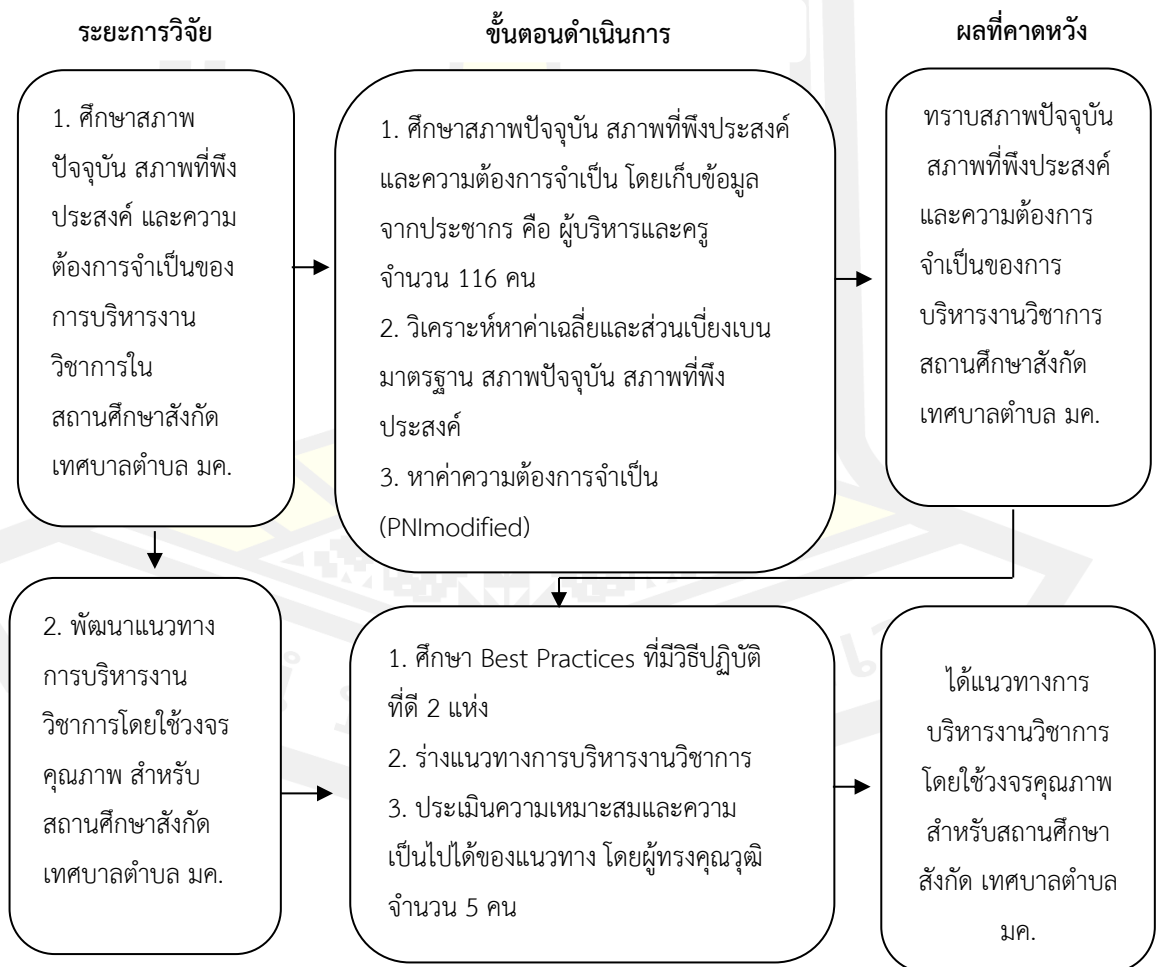 ระยะการวิจัย
ขั้นตอนดำเนินการ
ผลที่คาดหวัง
1. ศึกษาสภาพ
ปัจจุบัน สภาพที่พึง
ประสงค์ และความ
ต้องการจำเป็นของ
การบริหารงาน
วิชาการใน
สถานศึกษาสังกัด
เทศบาลตำบล มค.
1. ศึกษาสภาพปัจจุบัน สภาพที่พึงประสงค์
และความต้องการจำเป็น โดยเก็บข้อมูล
จากประชากร คือ ผู้บริหารและครู
จำนวน 116 คน
2. วิเคราะห์หาค่าเฉลี่ยและส่วนเบี่ยงเบน
มาตรฐาน สภาพปัจจุบัน สภาพที่พึง
ประสงค์
3. หาค่าความต้องการจำเป็น
(PNImodified)
ทราบสภาพปัจจุบัน
สภาพที่พึงประสงค์
และความต้องการ
จำเป็นของการ
บริหารงานวิชาการ
สถานศึกษาสังกัด
เทศบาลตำบล มค.
2. พัฒนาแนวทาง
การบริหารงาน
วิชาการโดยใช้วงจร
คุณภาพ สำหรับ
สถานศึกษาสังกัด
เทศบาลตำบล มค.
1. ศึกษา Best Practices ที่มีวิธีปฏิบัติ
ที่ดี 2 แห่ง
2. ร่างแนวทางการบริหารงานวิชาการ
3. ประเมินความเหมาะสมและความ
เป็นไปได้ของแนวทาง โดยผู้ทรงคุณวุฒิ
จำนวน 5 คน
ได้แนวทางการ
บริหารงานวิชาการ
โดยใช้วงจรคุณภาพ
สำหรับสถานศึกษา
สังกัด เทศบาลตำบล
มค.